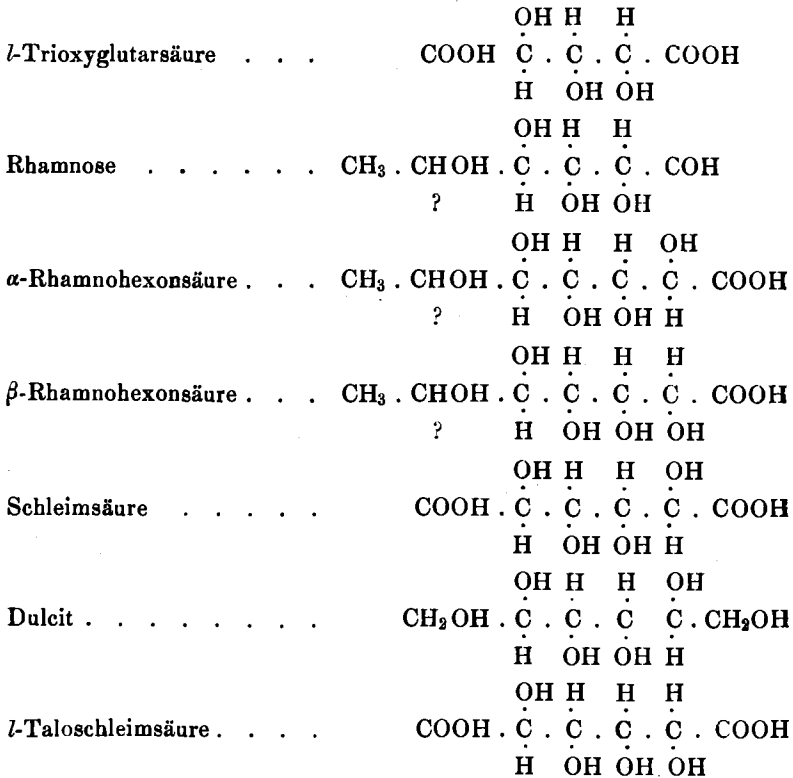 OH H H
l-Trioxyglutarsäure . . . COOH C . C . C . COOH
H OH OH
OH H H
Rhamnose . . . . . . CH₃ . CHOH . C . C . C . COH
? H OH OH
OH H H OH
α-Rhamnohexonsäure . . . CH₃ . CHOH . C . C . C . C . COOH
? H OH OH H
OH H H H
β-Rhamnohexonsäure . . . CH₃ . CHOH . C . C . C . C . COOH
? H OH OH OH
OH H H OH
Schleimsäure . . . . . COOH . C . C . C . C . COOH
H OH OH H
OH H H OH
Dulcit . . . . . . . . CH₂OH . C . C . C C . CH₂OH
H OH OH H
OH H H H
l-Taloschleimsäure . . . . COOH . C . C . C . C . COOH
H OH OH OH